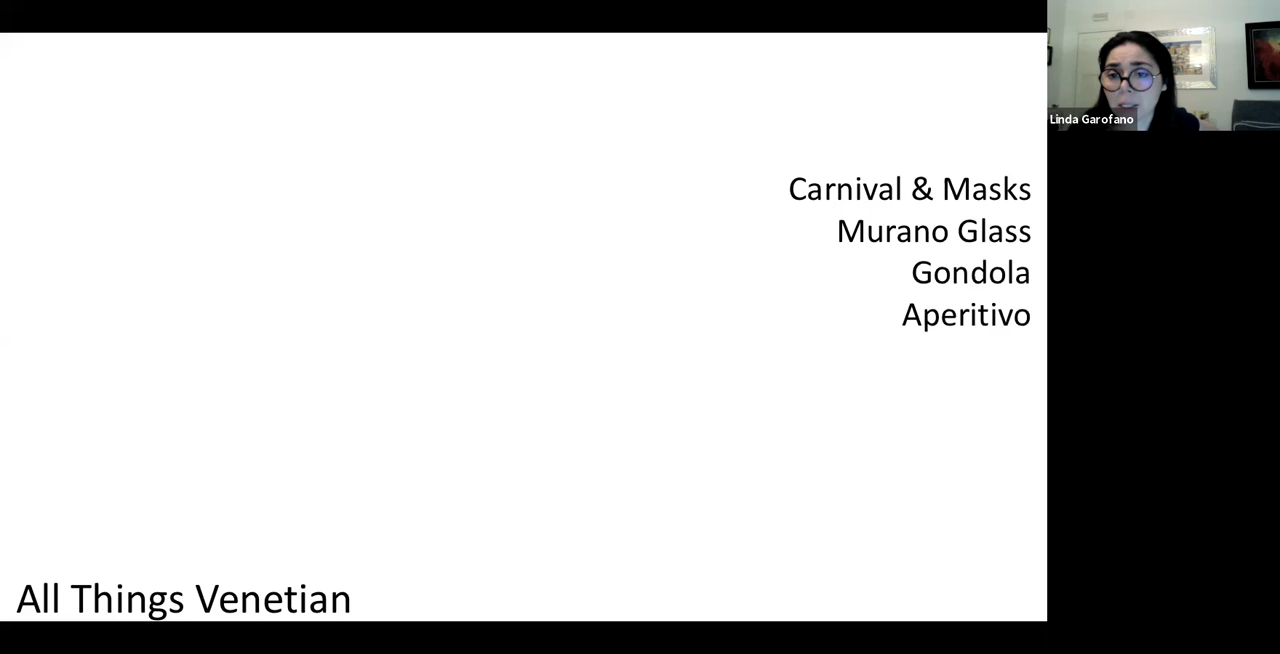 Linda Garofano
Carnival & Masks
Murano Glass
Gondola
Aperitivo
All Things Venetian